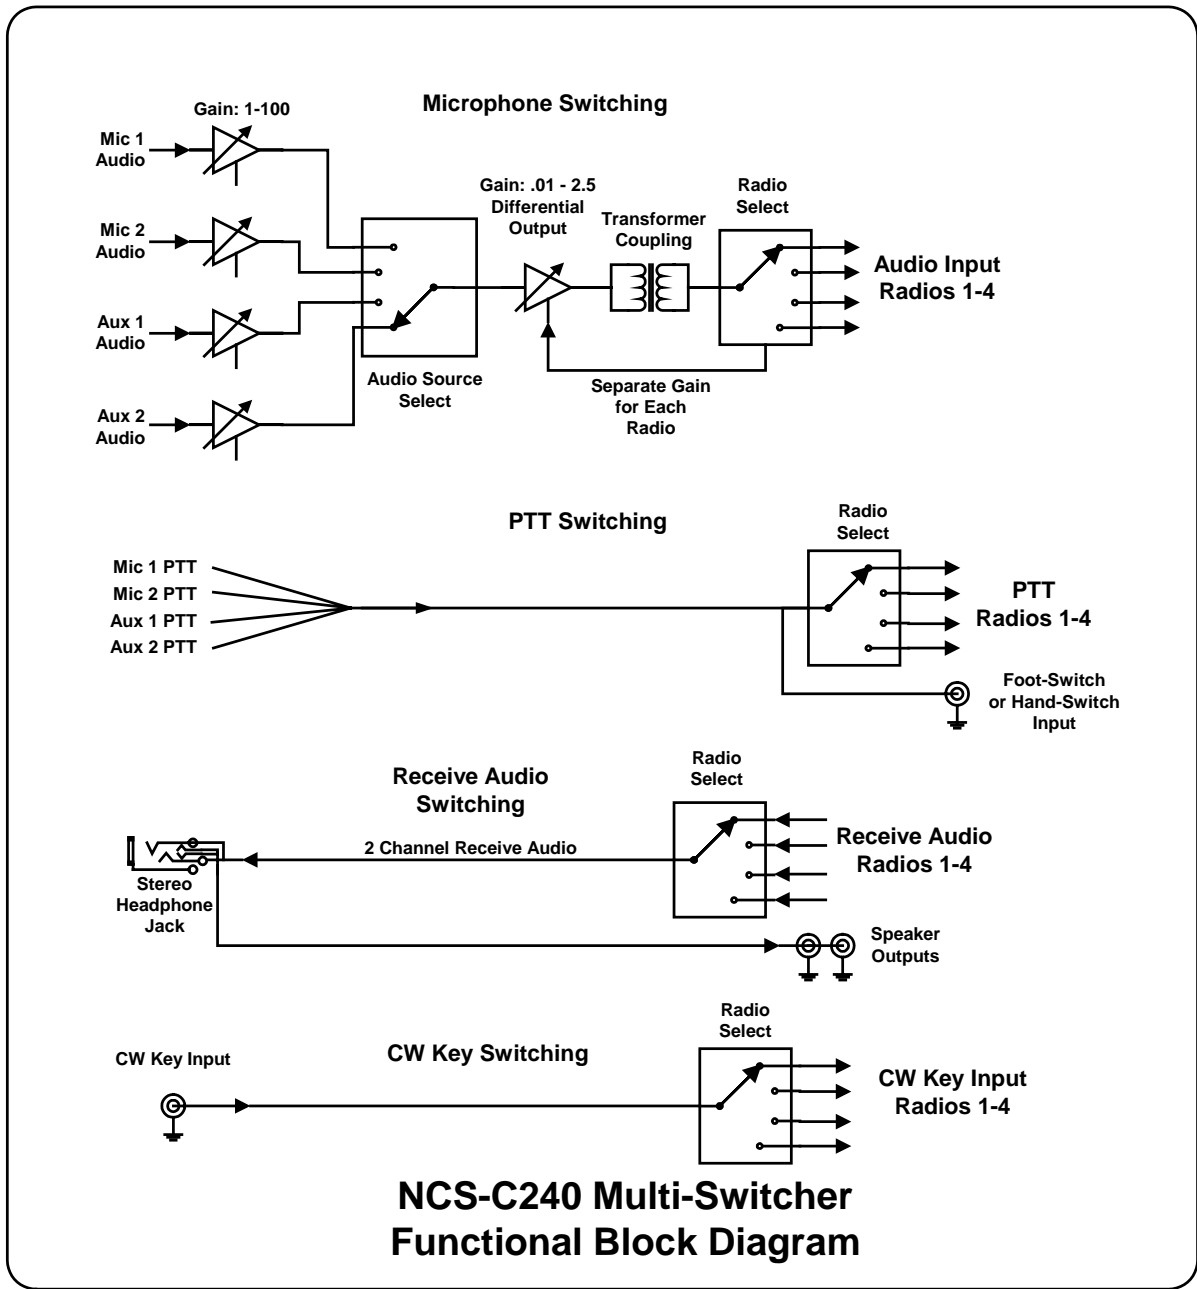 Microphone Switching
Gain: 1-100
Mic 1
Audio
Mic 2
Audio
Aux 1
Audio
Aux 2
Audio
Audio Source
Select
Gain: .01 - 2.5
Differential
Output
Transformer
Coupling
Radio
Select
Audio Input
Radios 1-4
Separate Gain
for Each
Radio
PTT Switching
Mic 1 PTT
Mic 2 PTT
Aux 1 PTT
Aux 2 PTT
Radio
Select
PTT
Radios 1-4
Foot-Switch
or Hand-Switch
Input
Receive Audio
Switching
Radio
Select
2 Channel Receive Audio
Receive Audio
Radios 1-4
Stereo
Headphone
Jack
Speaker
Outputs
CW Key Switching
CW Key Input
Radio
Select
CW Key Input
Radios 1-4
NCS-C240 Multi-Switcher
Functional Block Diagram